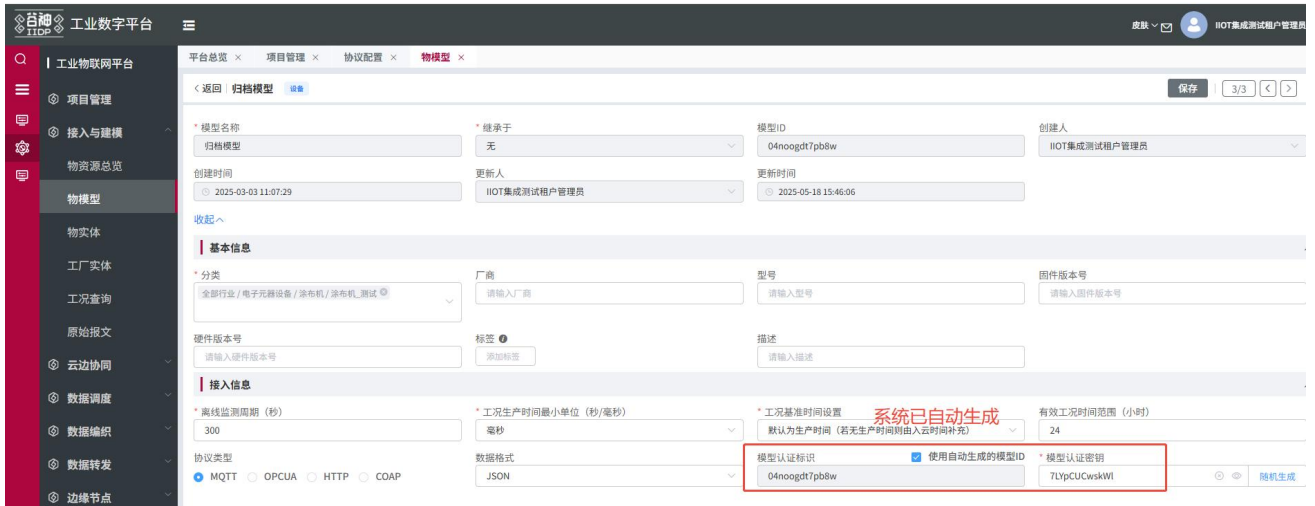 谷神 IIDP 工业数字平台 皮肤 IIOT集成测试租户管理员
工业物联网平台 平台总览 × 项目管理 × 协议配置 × 物模型 ×
项目管理 <返回 归档模型 设备 保存 3/3 < >
接入与建模 * 模型名称 * 继承于 模型ID 创建人
归档模型 无 04noogdt7pb8w IIOT集成测试租户管理员
物资源总览 创建时间 更新人 更新时间
物模型 2025-03-03 11:07:29 IIOT集成测试租户管理员 2025-05-18 15:46:06
物实体 收起
基本信息
工厂实体 * 分类 厂商 型号 固件版本号
工况查询 全部行业 / 电子元器设备 / 涂布机 / 涂布机_测试 请输入厂商 请输入型号 请输入固件版本号
原始报文 硬件版本号 标签 描述
云边协同 请输入硬件版本号 添加标签 请输入描述
接入信息
数据调度 * 离线监测周期（秒） * 工况生产时间最小单位（秒/毫秒） * 工况基准时间设置 系统已自动生成 有效工况时间范围（小时）
数据编织 300 毫秒 默认为生产时间（若无生产时间则由入云时间补充） 24
数据转发 协议类型 数据格式 模型认证标识 使用自动生成的模型ID * 模型认证密钥
MQTT OPCUA HTTP COAP JSON 04noogdt7pb8w 7LYpCUCwskWl 随机生成
边缘节点